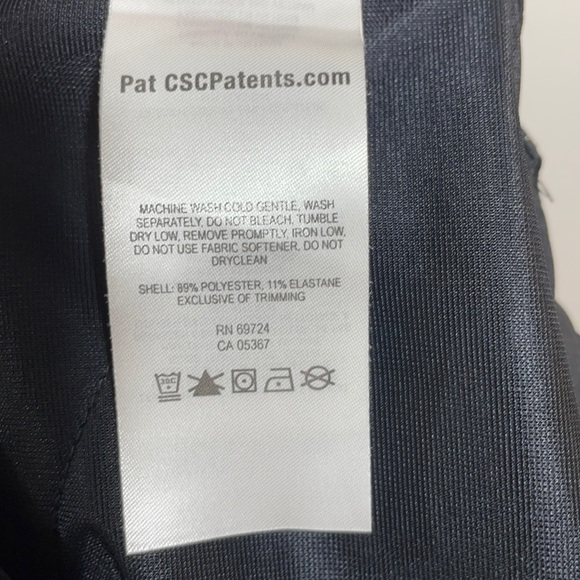 Pat CSCPatents.com
MACHINE WASH COLD GENTLE, WASH
SEPARATELY, DO NOT BLEACH, TUMBLE
DRY LOW, REMOVE PROMPTLY, IRON LOW,
DO NOT USE FABRIC SOFTENER, DO NOT
DRYCLEAN
SHELL: 89% POLYESTER, 11% ELASTANE
EXCLUSIVE OF TRIMMING
RN 69724
CA 05367
30C